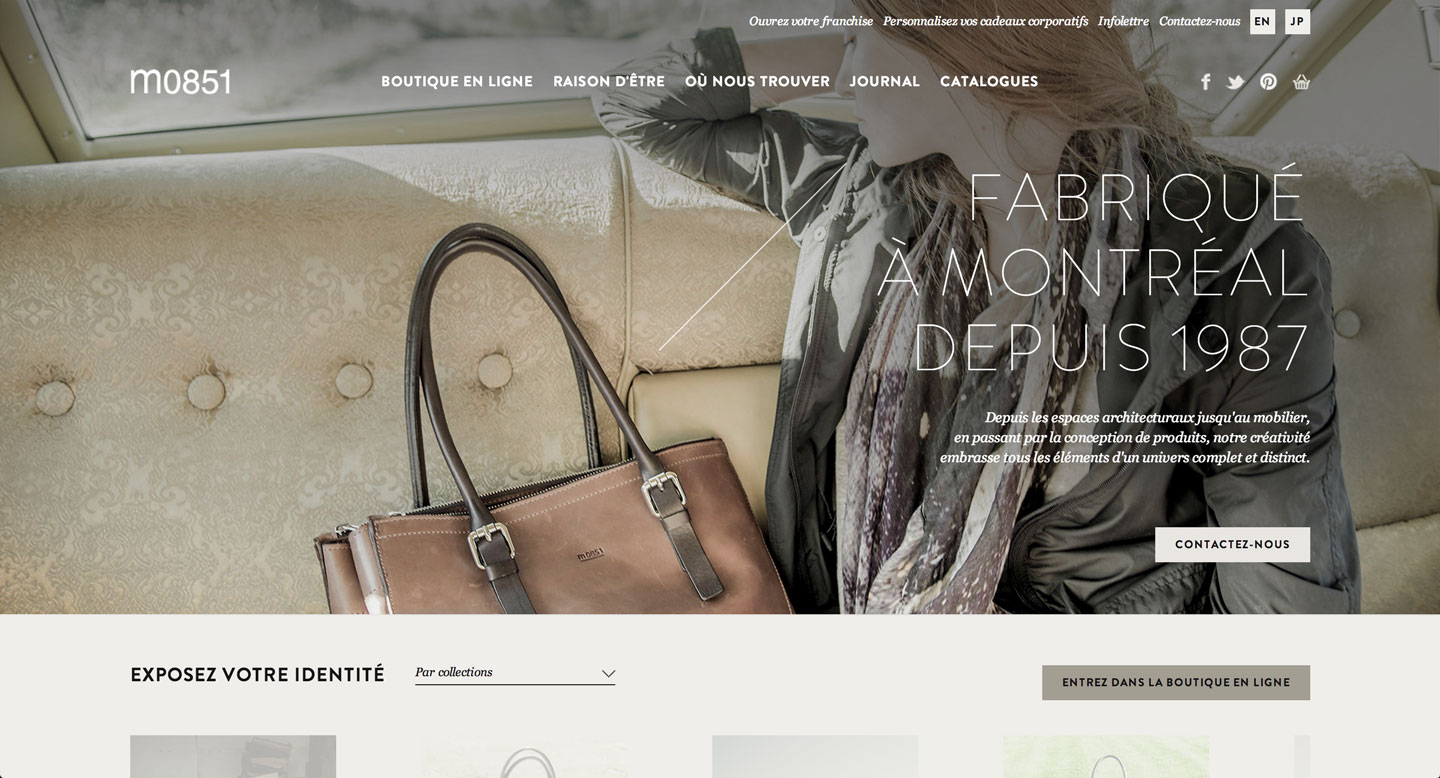 Ouvrez votre franchise Personnalisez vos cadeaux corporatifs Infolettre Contactez-nous EN JP
m0851 BOUTIQUE EN LIGNE RAISON D'ÊTRE OÙ NOUS TROUVER JOURNAL CATALOGUES
FABRIQUÉ
À MONTRÉAL
DEPUIS 1987
Depuis les espaces architecturaux jusqu'au mobilier,
en passant par la conception de produits, notre créativité
embrasse tous les éléments d'un univers complet et distinct.
CONTACTEZ-NOUS
m0851
EXPOSEZ VOTRE IDENTITÉ Par collections ENTREZ DANS LA BOUTIQUE EN LIGNE